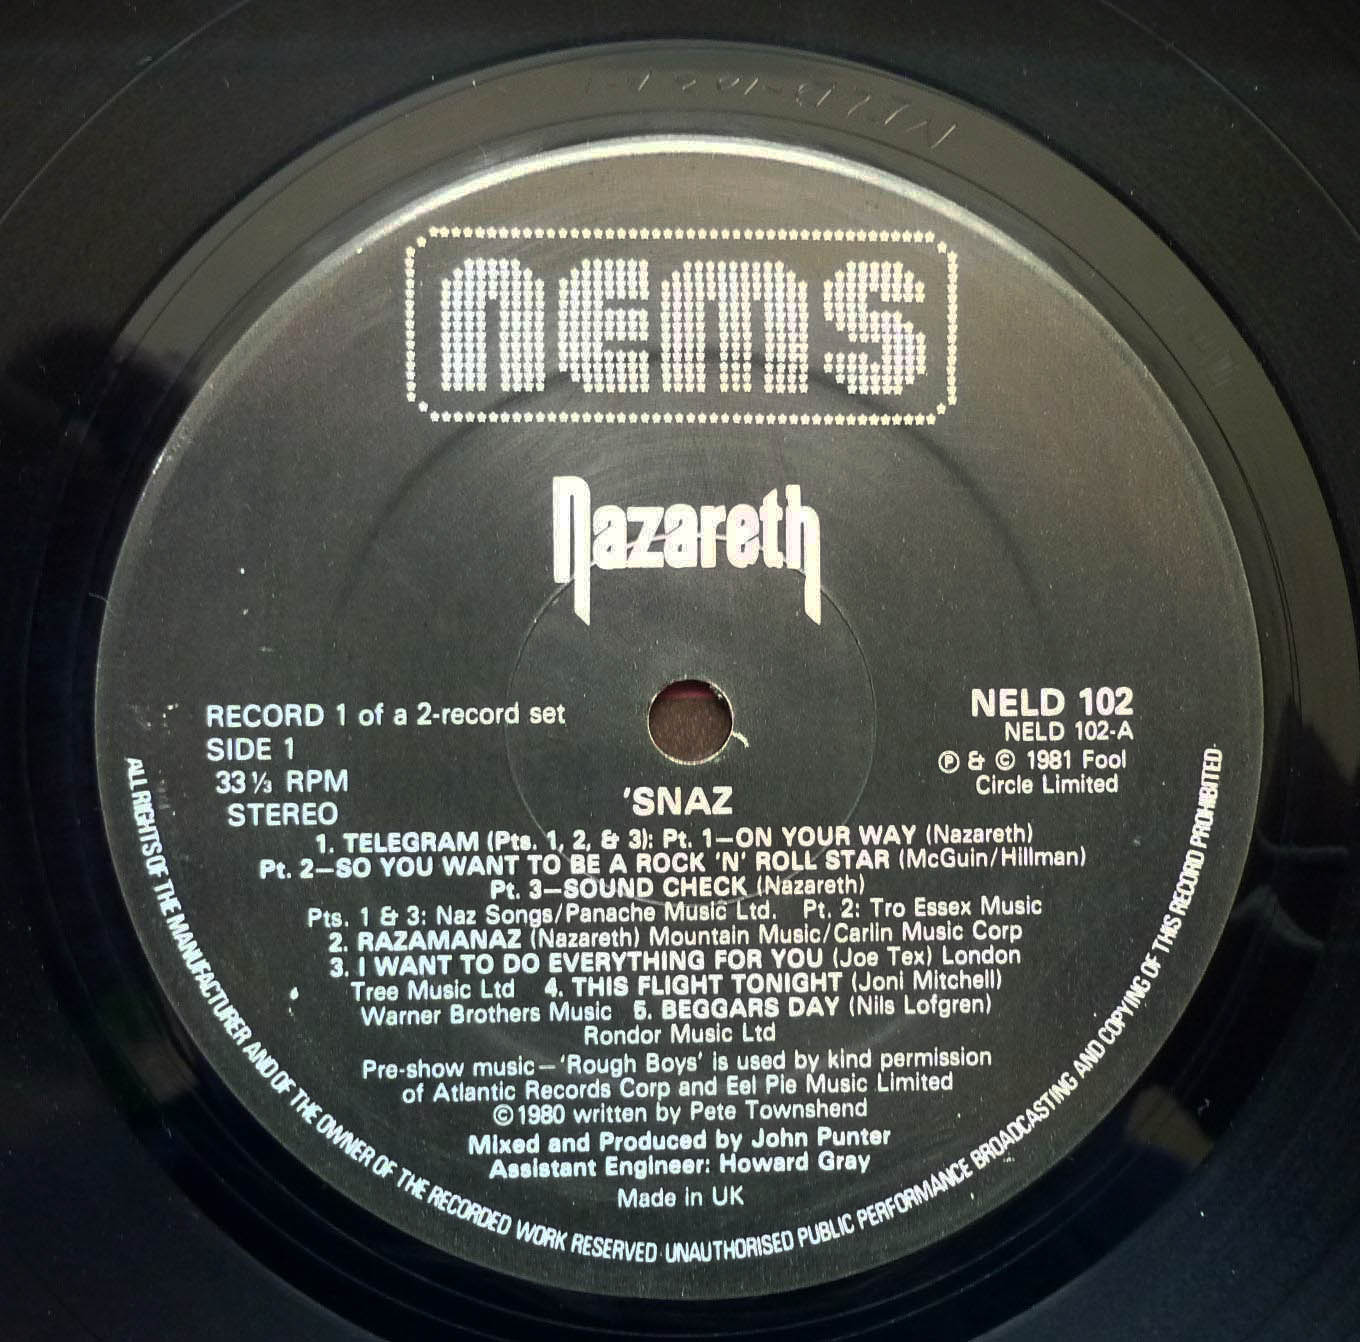 nems
Nazareth
RECORD 1 of a 2-record set
SIDE 1
33 ⅓ RPM
STEREO
NELD 102
NELD 102-A
℗ & © 1981 Fool
Circle Limited
'SNAZ
1. TELEGRAM (Pts. 1, 2, & 3): Pt. 1—ON YOUR WAY (Nazareth)
Pt. 2—SO YOU WANT TO BE A ROCK 'N' ROLL STAR (McGuin/Hillman)
Pt. 3—SOUND CHECK (Nazareth)
Pts. 1 & 3: Naz Songs/Panache Music Ltd. Pt. 2: Tro Essex Music
2. RAZAMANAZ (Nazareth) Mountain Music/Carlin Music Corp
3. I WANT TO DO EVERYTHING FOR YOU (Joe Tex) London
Tree Music Ltd 4. THIS FLIGHT TONIGHT (Joni Mitchell)
Warner Brothers Music 5. BEGGARS DAY (Nils Lofgren)
Rondor Music Ltd
Pre-show music—'Rough Boys' is used by kind permission
of Atlantic Records Corp and Eel Pie Music Limited
©1980 written by Pete Townshend
Mixed and Produced by John Punter
Assistant Engineer: Howard Gray
Made in UK
ALL RIGHTS OF THE MANUFACTURER AND OF THE OWNER OF THE RECORDED WORK RESERVED · UNAUTHORISED PUBLIC PERFORMANCE BROADCASTING AND COPYING OF THIS RECORD PROHIBITED·